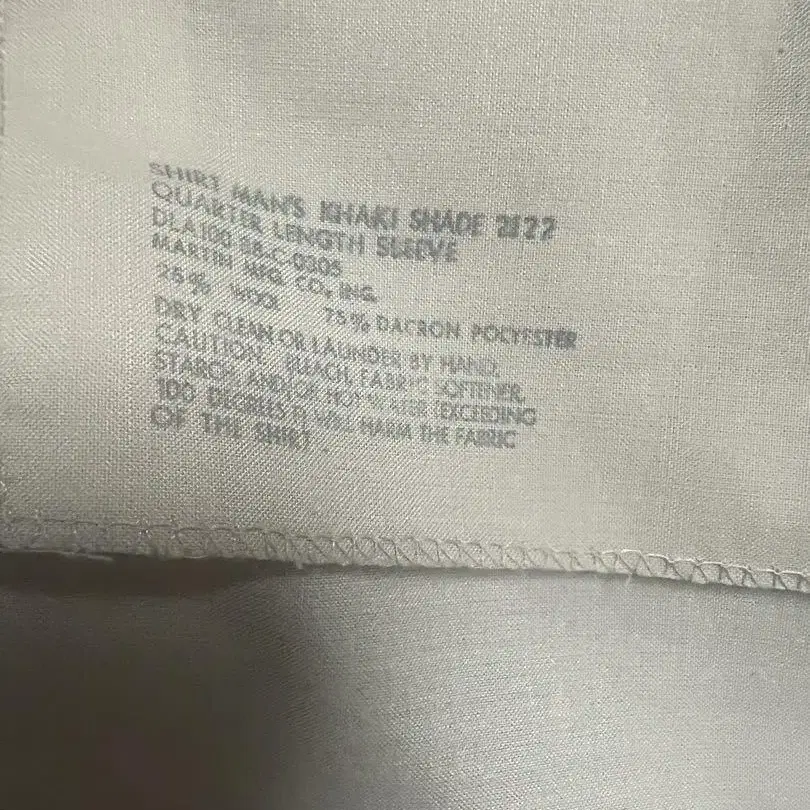 SHIRT MAN'S KHAKI SHADE 2122
QUARTER LENGTH SLEEVE
DLA100-88-C-0305
MARTIN MFG. CO., INC.
25% WOOL 75% DACRON POLYESTER
DRY CLEAN OR LAUNDER BY HAND.
CAUTION. BLEACH, FABRIC SOFTENER,
STARCH, AND/OR HOT WATER (EXCEEDING
100 DEGREES F) WILL HARM THE FABRIC
OF THE SHIRT.